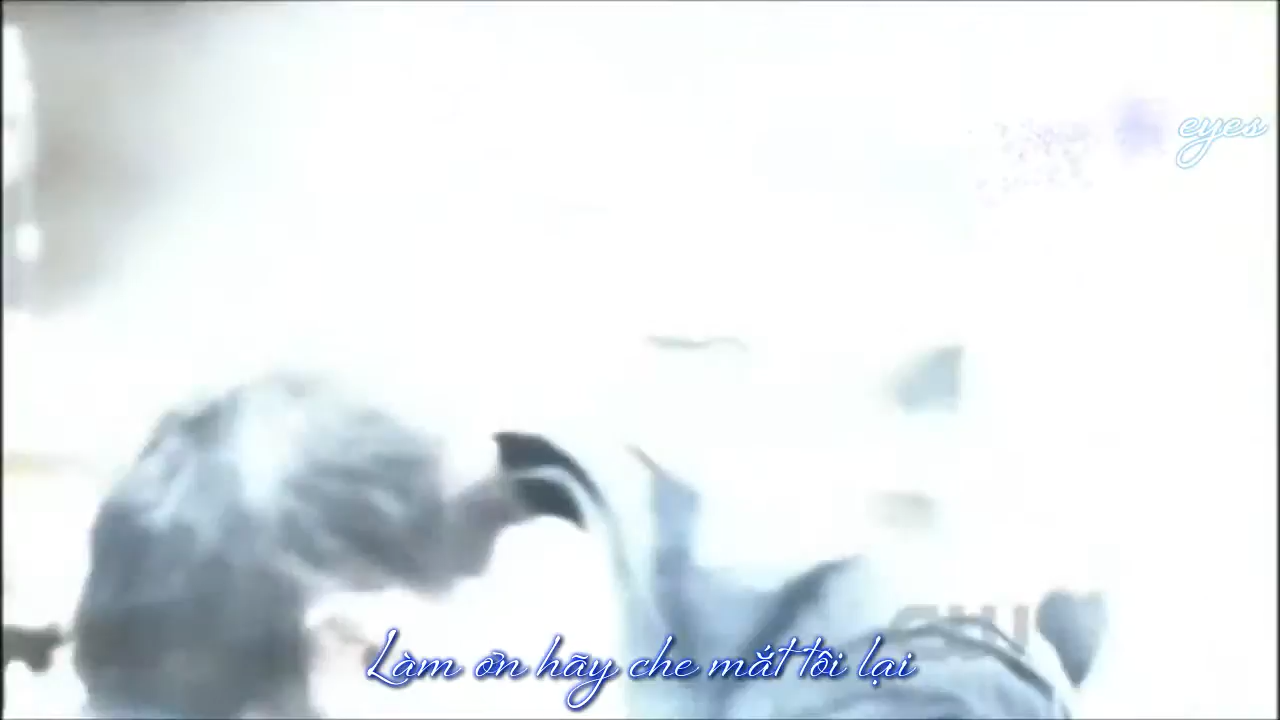 eyes
Làm ơn hãy che mắt tôi lại